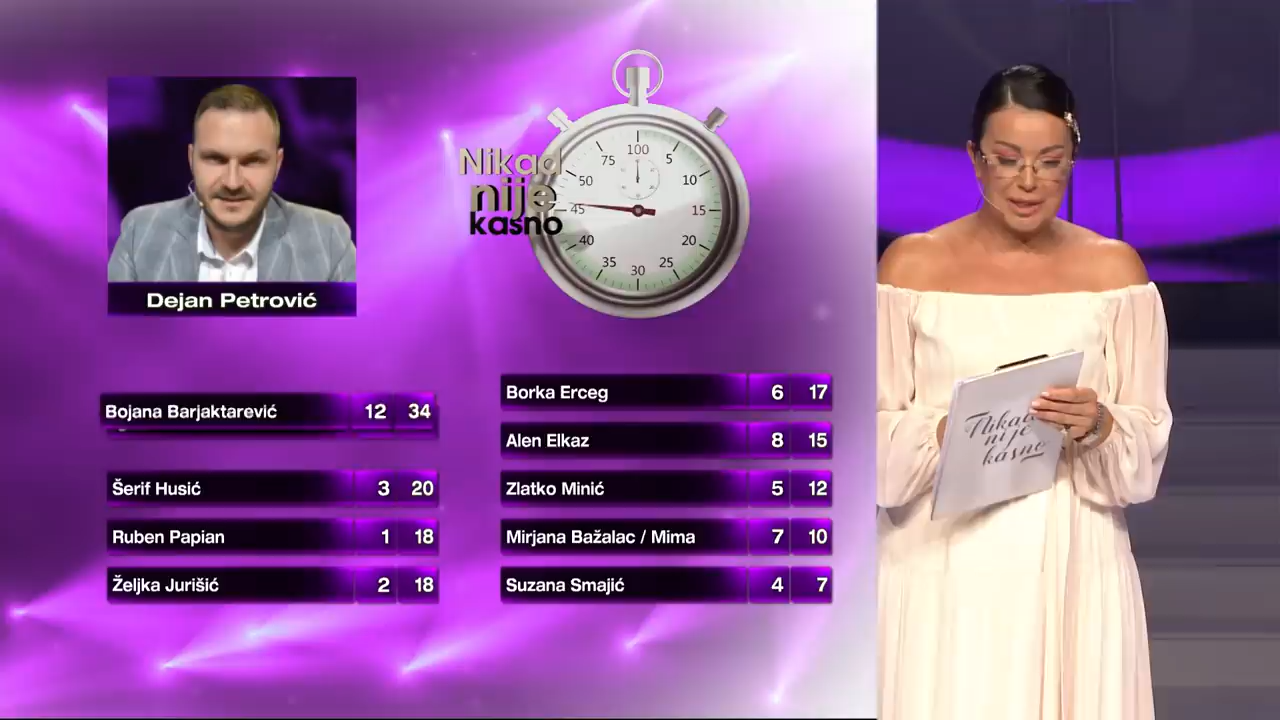 Nikad
nije
kasno
Dejan Petrović
100
5
10
15
20
25
30
35
40
45
50
75
Bojana Barjaktarević 12 34
Šerif Husić 3 20
Ruben Papian 1 18
Željka Jurišić 2 18
Borka Erceg 6 17
Alen Elkaz 8 15
Zlatko Minić 5 12
Mirjana Bažalac / Mima 7 10
Suzana Smajić 4 7
Nikad
nije
kasno